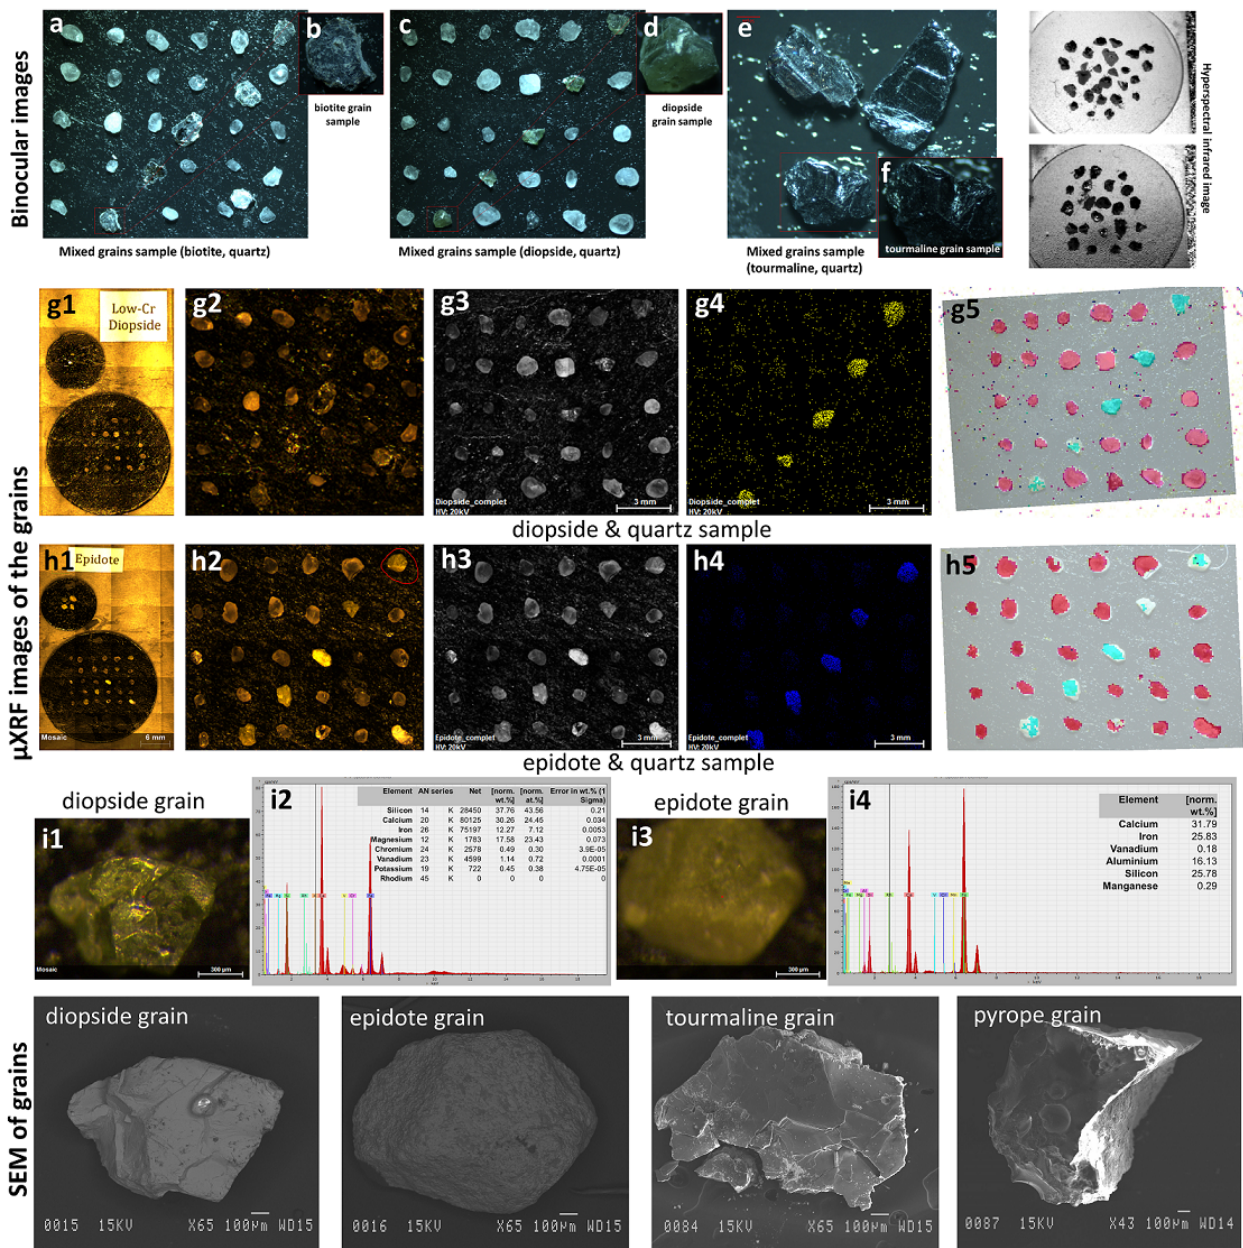 Binocular images
a
b
biotite grain
sample
c
d
diopside
grain sample
e
f
tourmaline grain sample
Hyperspectral infrared image
Mixed grains sample (biotite, quartz)
Mixed grains sample (diopside, quartz)
Mixed grains sample
(tourmaline, quartz)
µXRF images of the grains
g1
Low-Cr
Diopside
g2
g3
Diopside_complet
HV: 20kV
3 mm
g4
Diopside_complet
HV: 20kV
3 mm
g5
diopside & quartz sample
h1
Epidote
Mosaic
6 mm
h2
h3
Epidote_complet
HV: 20kV
3 mm
h4
Epidote_complet
HV: 20kV
3 mm
h5
epidote & quartz sample
diopside grain
i1
Mosaic
300 µm
i2
Element AN series Net [norm. wt.%] [norm. at.%] Error in wt.% (1 Sigma)
Silicon 14 K 28450 37.76 43.56 0.21
Calcium 20 K 80125 30.26 24.45 0.034
Iron 26 K 75197 12.27 7.12 0.0053
Magnesium 12 K 1783 17.58 23.43 0.073
Chromium 24 K 2578 0.49 0.30 3.9E-05
Vanadium 23 K 4599 1.14 0.72 0.0001
Potassium 19 K 722 0.45 0.38 4.75E-05
Rhodium 45 K 0 0 0 0
epidote grain
i3
300 µm
i4
Element [norm. wt.%]
Calcium 31.79
Iron 25.83
Vanadium 0.18
Aluminium 16.13
Silicon 25.78
Manganese 0.29
SEM of grains
diopside grain
0015 15KV X65 100µm WD15
epidote grain
0016 15KV X65 100µm WD15
tourmaline grain
0084 15KV X65 100µm WD15
pyrope grain
0087 15KV X43 100µm WD14